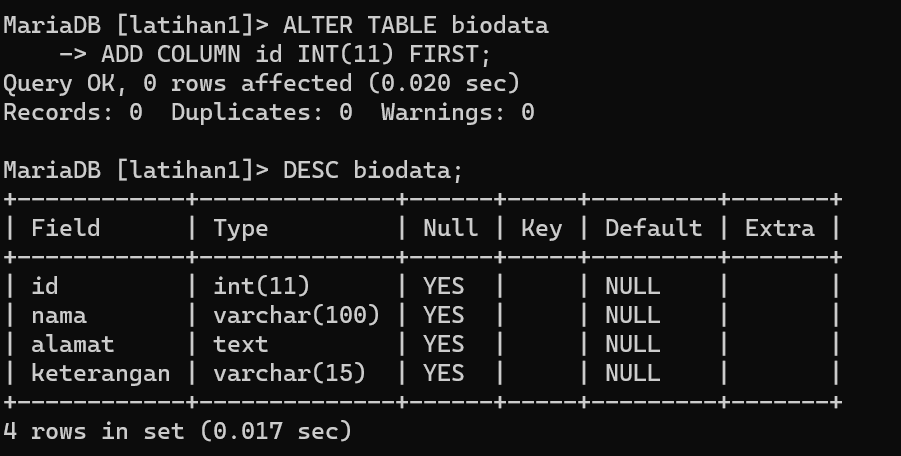 MariaDB [latihan1]> ALTER TABLE biodata
    -> ADD COLUMN id INT(11) FIRST;
Query OK, 0 rows affected (0.020 sec)
Records: 0  Duplicates: 0  Warnings: 0

MariaDB [latihan1]> DESC biodata;
+------------+--------------+------+-----+---------+-------+
| Field      | Type         | Null | Key | Default | Extra |
+------------+--------------+------+-----+---------+-------+
| id         | int(11)      | YES  |     | NULL    |       |
| nama       | varchar(100) | YES  |     | NULL    |       |
| alamat     | text         | YES  |     | NULL    |       |
| keterangan | varchar(15)  | YES  |     | NULL    |       |
+------------+--------------+------+-----+---------+-------+
4 rows in set (0.017 sec)